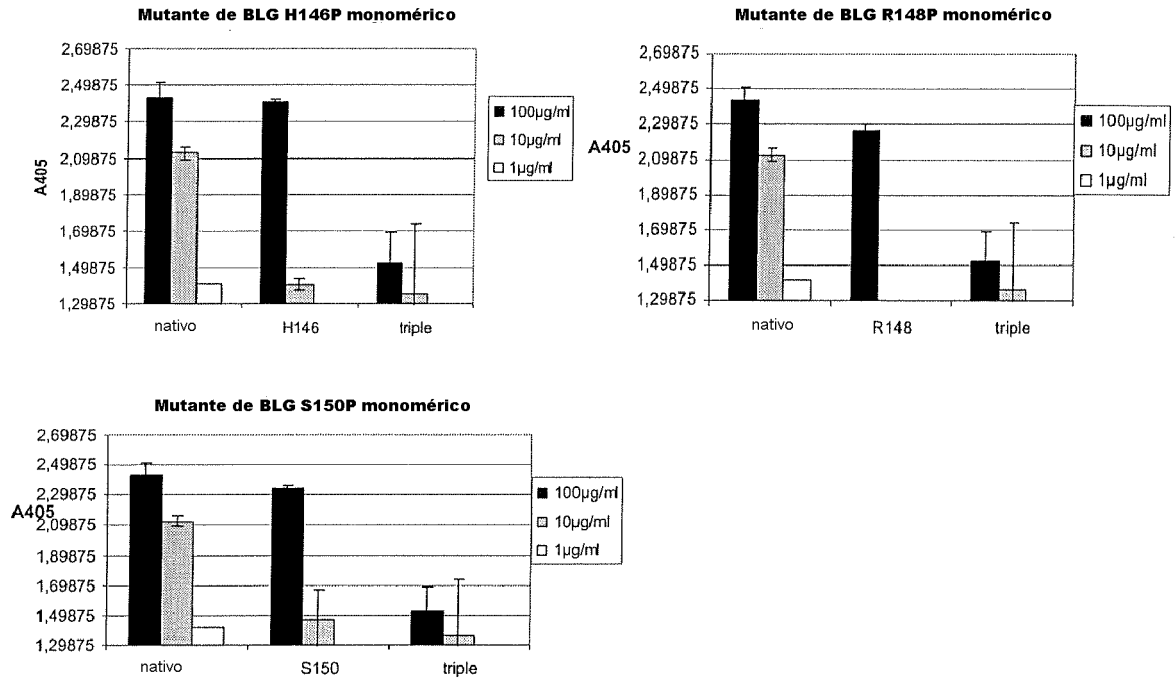 Mutante de BLG H146P monomérico
2,69875
2,49875
2,29875
2,09875
1,89875
1,69875
1,49875
1,29875
A405
nativo
H146
triple
100µg/ml
10µg/ml
1µg/ml
Mutante de BLG R148P monomérico
2,69875
2,49875
2,29875
2,09875
1,89875
1,69875
1,49875
1,29875
A405
nativo
R148
triple
100µg/ml
10µg/ml
1µg/ml
Mutante de BLG S150P monomérico
2,69875
2,49875
2,29875
2,09875
1,89875
1,69875
1,49875
1,29875
A405
nativo
S150
triple
100µg/ml
10µg/ml
1µg/ml